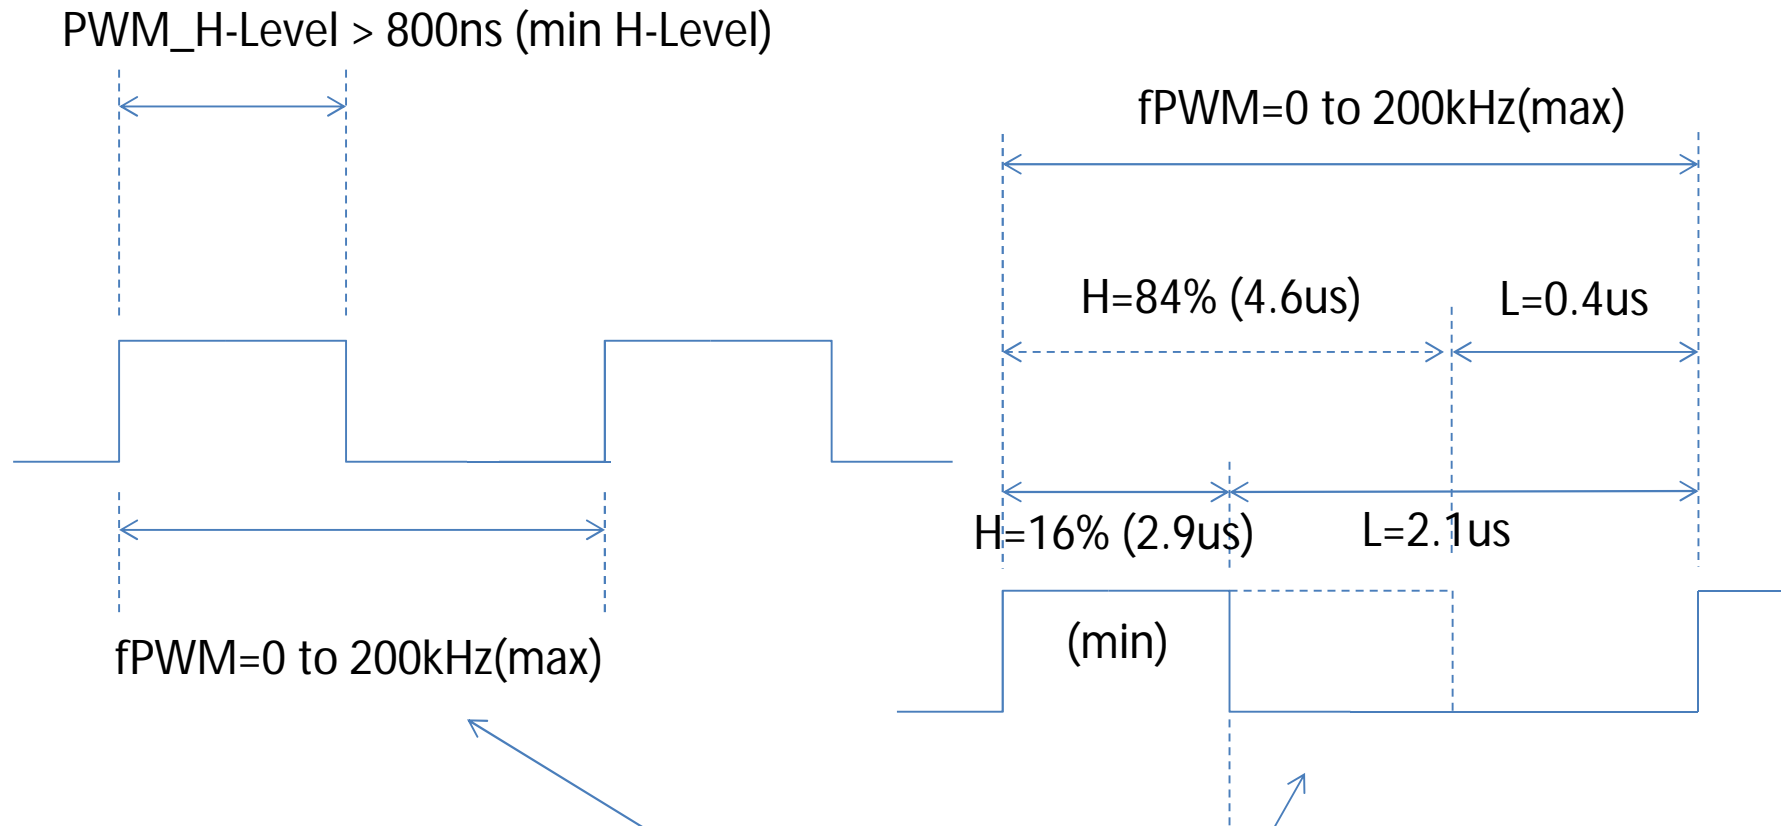 PWM_H-Level > 800ns (min H-Level)
fPWM=0 to 200kHz(max)
fPWM=0 to 200kHz(max)
H=84% (4.6us)
L=0.4us
H=16% (2.9us)
L=2.1us
(min)